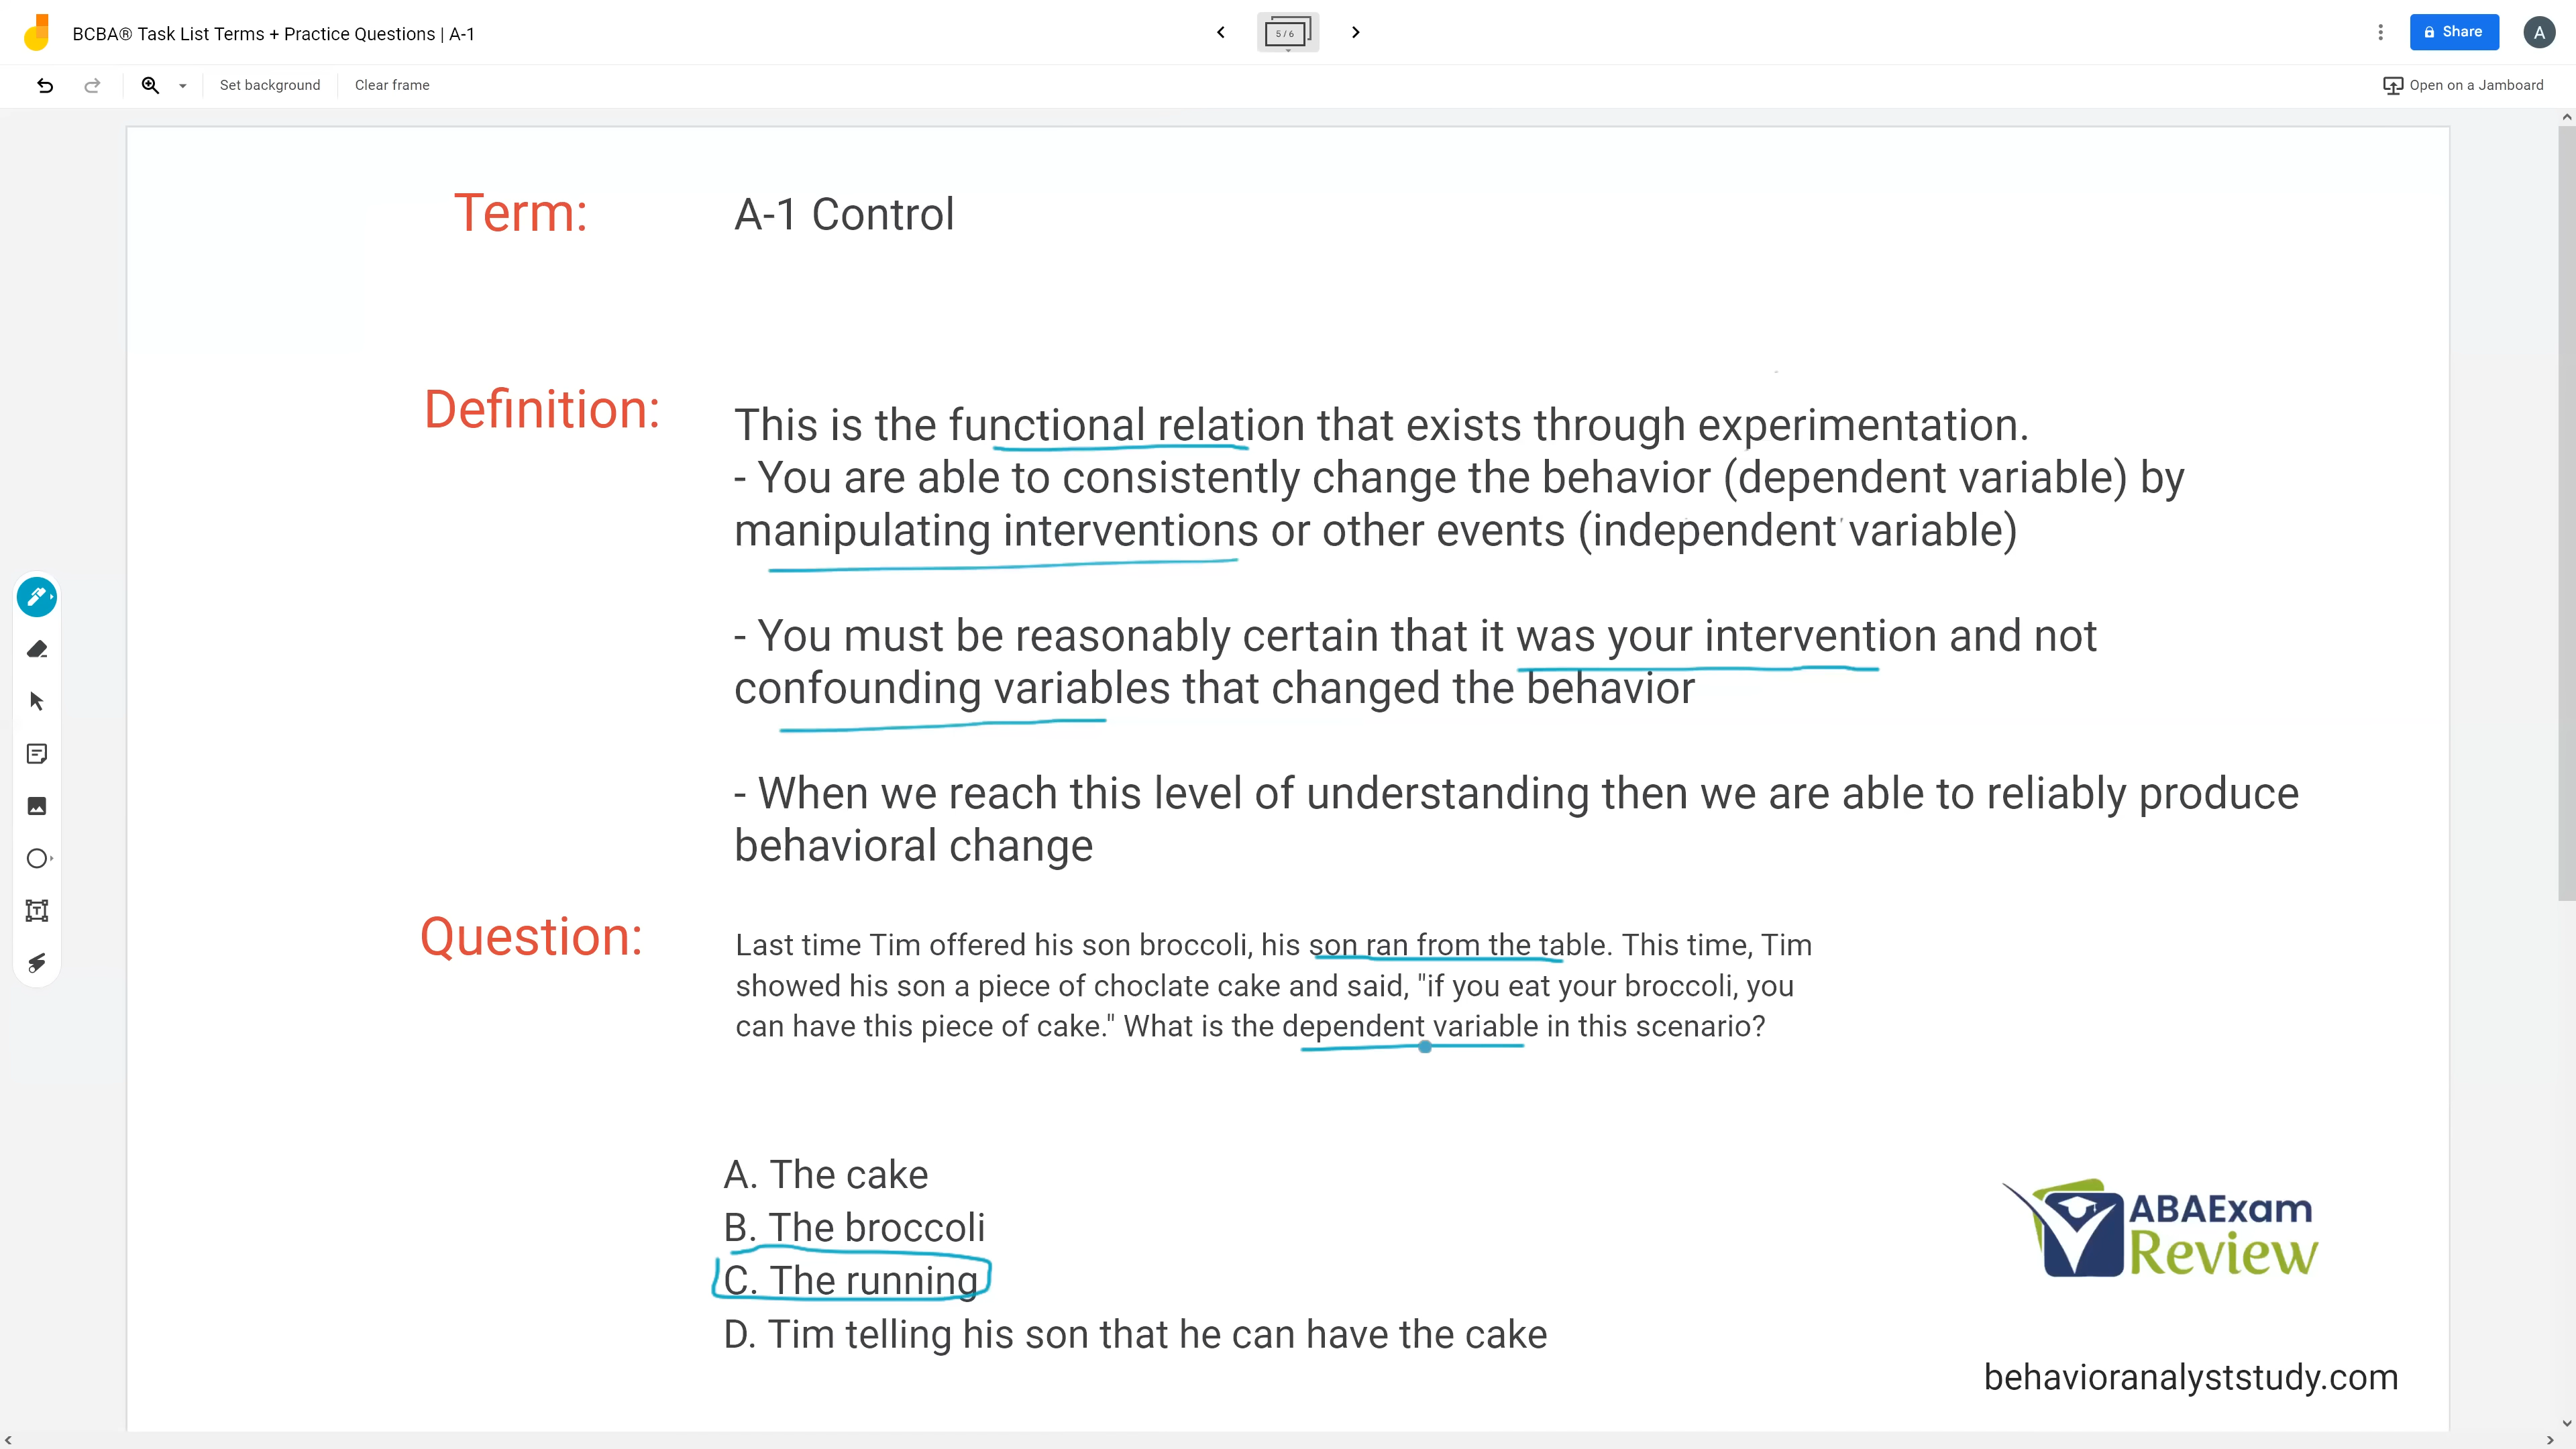 BCBA® Task List Terms + Practice Questions | A-1
5 / 6
Share
A
Set background
Clear frame
Open on a Jamboard
Term:
A-1 Control
Definition:
This is the functional relation that exists through experimentation.
- You are able to consistently change the behavior (dependent variable) by
manipulating interventions or other events (independent variable)
- You must be reasonably certain that it was your intervention and not
confounding variables that changed the behavior
- When we reach this level of understanding then we are able to reliably produce
behavioral change
Question:
Last time Tim offered his son broccoli, his son ran from the table. This time, Tim
showed his son a piece of choclate cake and said, "if you eat your broccoli, you
can have this piece of cake." What is the dependent variable in this scenario?
A. The cake
B. The broccoli
C. The running
D. Tim telling his son that he can have the cake
ABAExam
Review
behavioranalyststudy.com